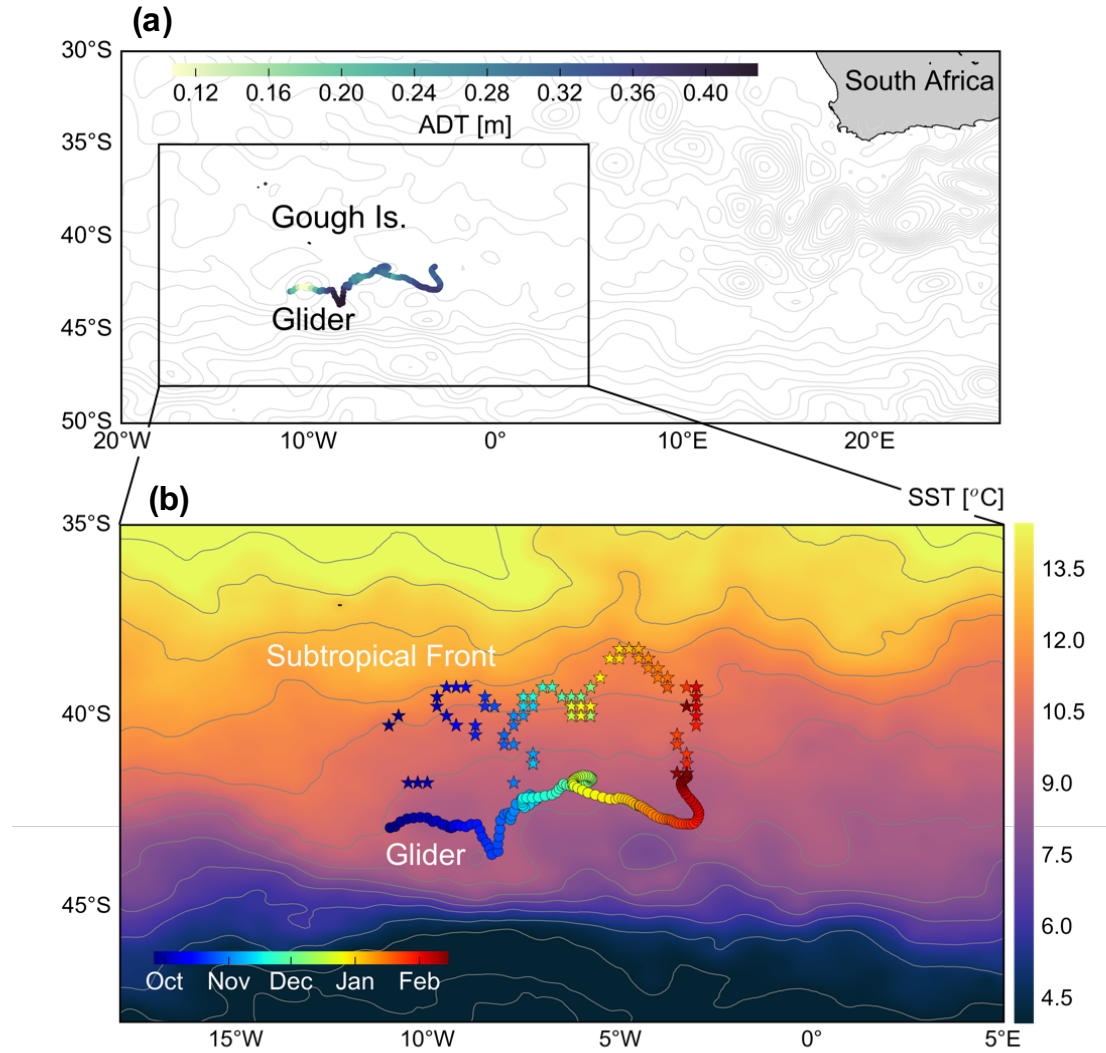 (a)
30°S
South Africa
0.12 0.16 0.20 0.24 0.28 0.32 0.36 0.40
ADT [m]
35°S
Gough Is.
40°S
Glider
45°S
50°S
20°W 10°W 0° 10°E 20°E
(b)
SST [°C]
35°S
13.5
Subtropical Front
12.0
40°S
10.5
9.0
Glider
7.5
45°S
6.0
Oct Nov Dec Jan Feb
4.5
15°W 10°W 5°W 0° 5°E